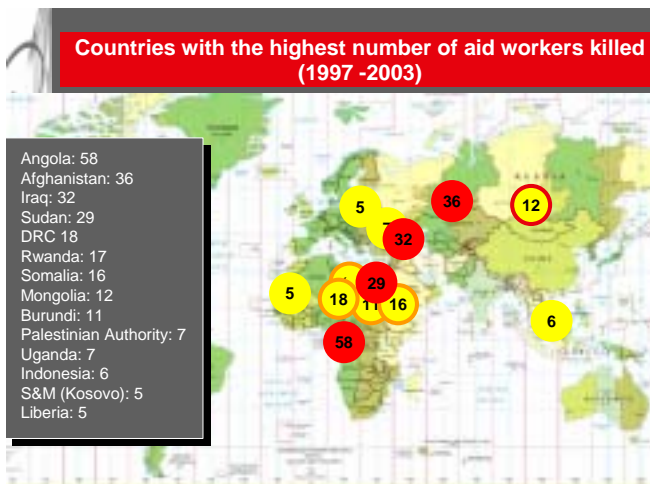 Countries with the highest number of aid workers killed
(1997 -2003)
Angola: 58
Afghanistan: 36
Iraq: 32
Sudan: 29
DRC 18
Rwanda: 17
Somalia: 16
Mongolia: 12
Burundi: 11
Palestinian Authority: 7
Uganda: 7
Indonesia: 6
S&M (Kosovo): 5
Liberia: 5
36
12
5
7
32
29
5
18
11
16
6
58